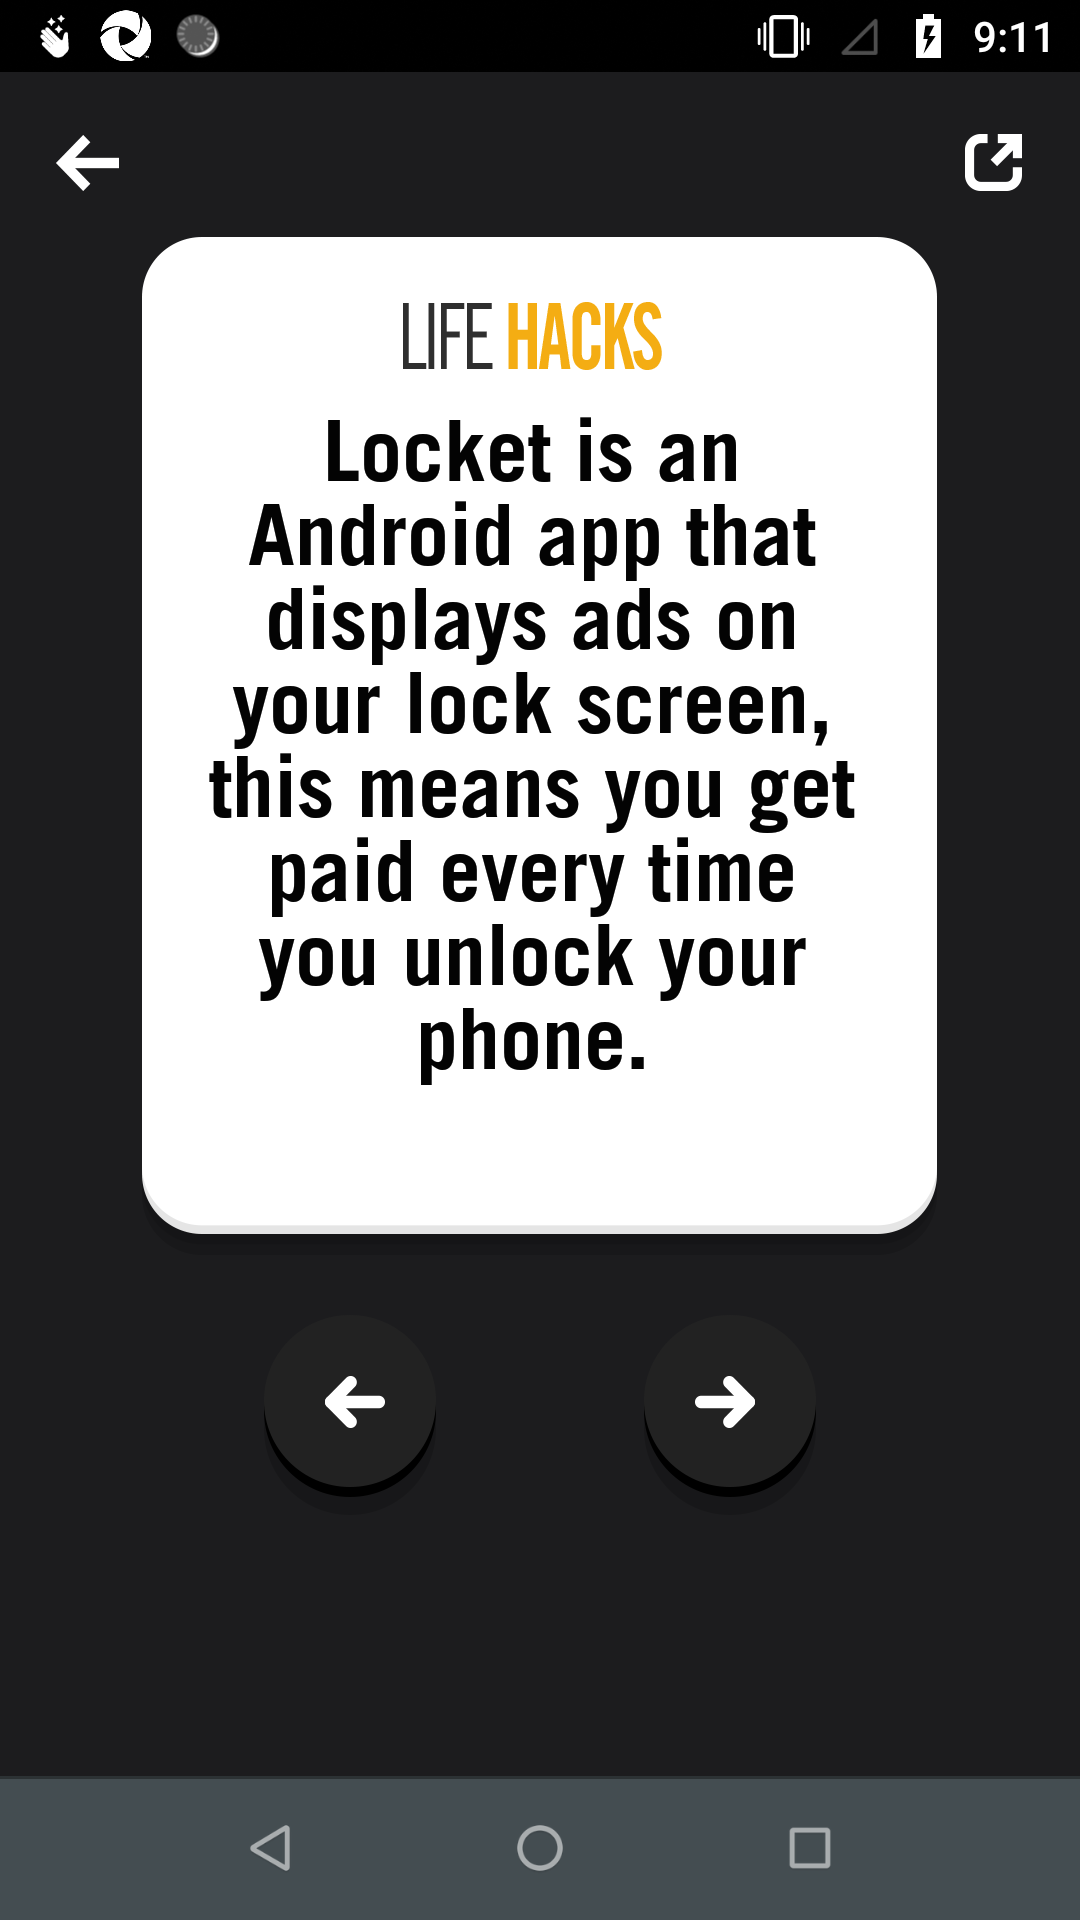 9:11
LIFE HACKS
Locket is an
Android app that
displays ads on
your lock screen,
this means you get
paid every time
you unlock your
phone.